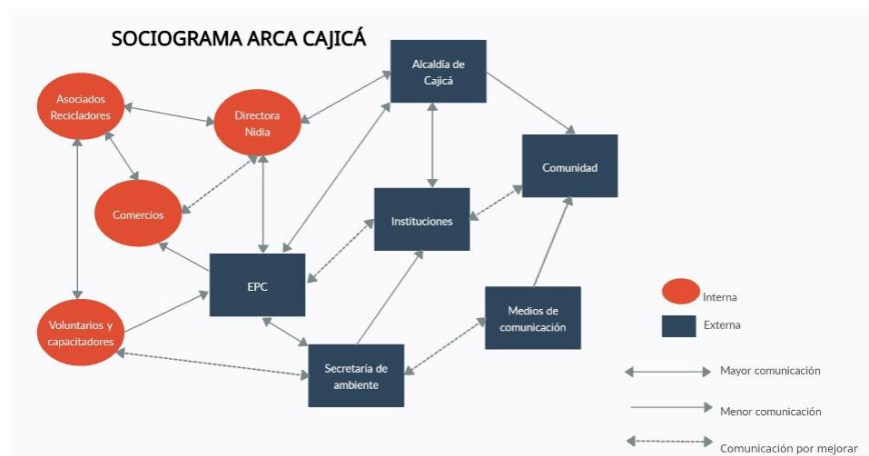 SOCIOGRAMA ARCA CAJICÁ
Alcaldía de
Cajicá
Asociados
Recicladores
Directora
Nidia
Comunidad
Comercios
Instituciones
EPC
Interna
Medios de
comunicación
Externa
Voluntarios y
capacitadores
Secretaría de
ambiente
Mayor comunicación
Menor comunicación
Comunicación por mejorar